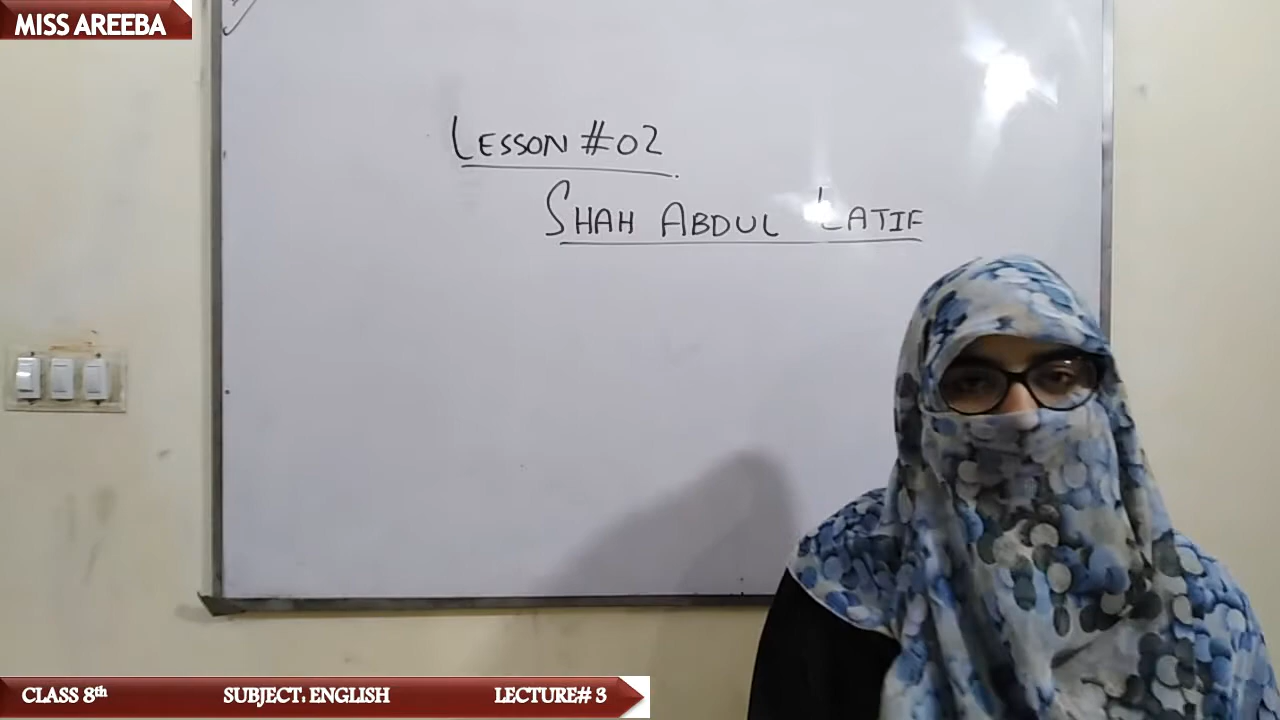 MISS AREEBA
LESSON #02
SHAH ABDUL LATIF
CLASS 8th SUBJECT: ENGLISH LECTURE# 3